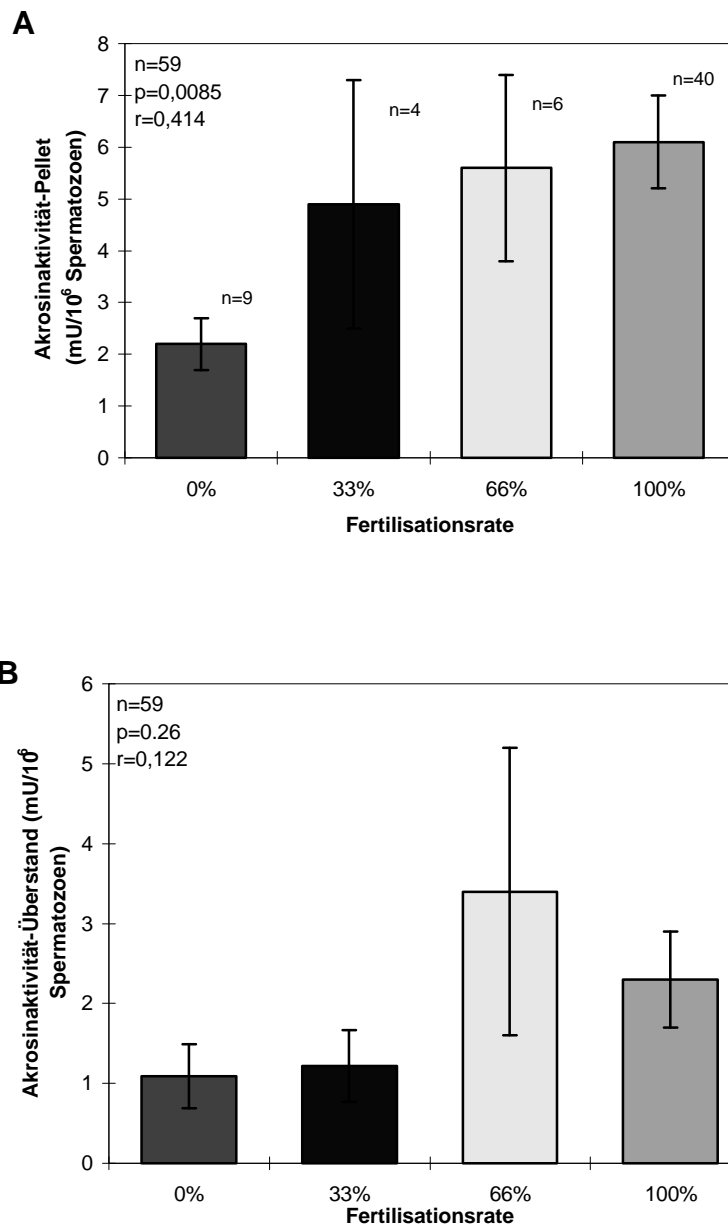 A
8
7
6
5
4
3
2
1
0
n=59
p=0,0085
r=0,414
n=9
n=4
n=6
n=40
Akrosinaktivität-Pellet
(mU/10⁶ Spermatozoen)
0% 33% 66% 100%
Fertilisationsrate
B
6
5
4
3
2
1
0
n=59
p=0.26
r=0,122
Akrosinaktivität-Überstand (mU/10⁶
Spermatozoen)
0% 33% 66% 100%
Fertilisationsrate